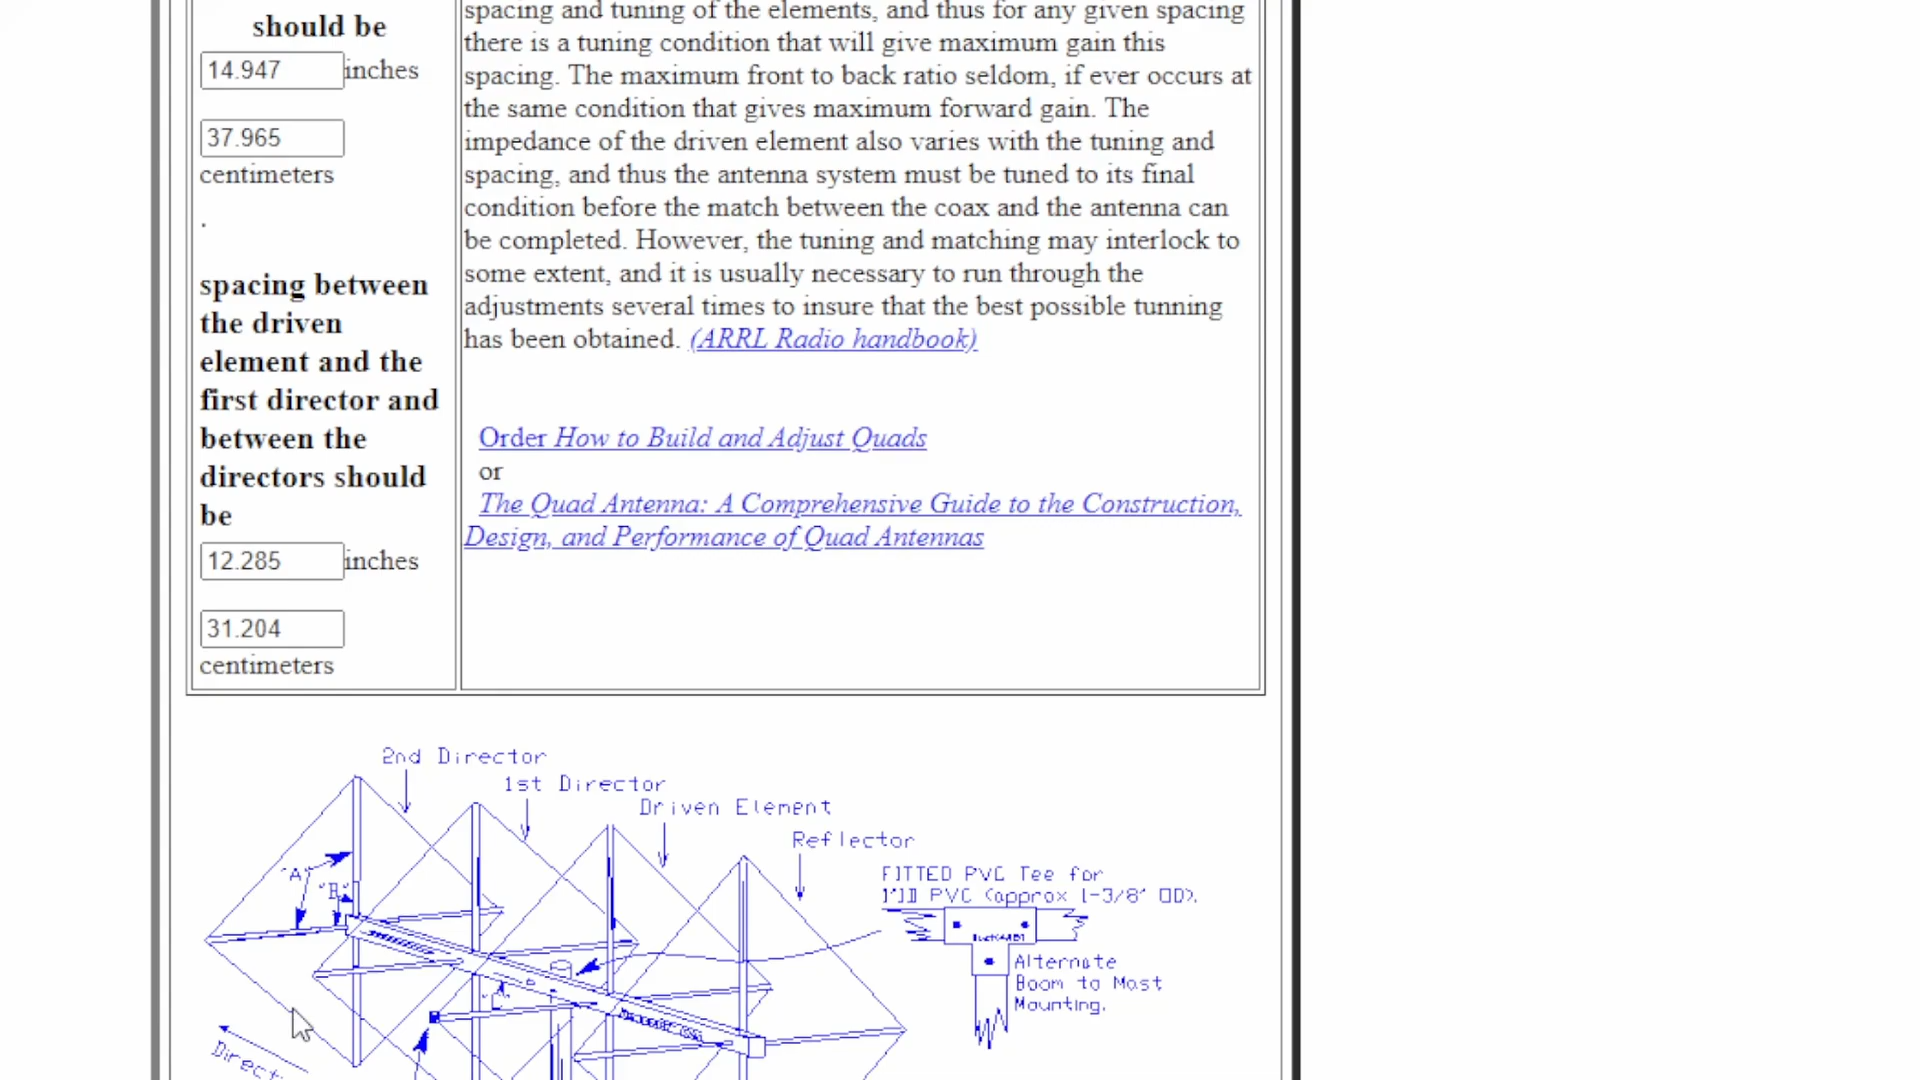 should be
14.947 inches
37.965
centimeters
.
spacing between
the driven
element and the
first director and
between the
directors should
be
12.285 inches
31.204
centimeters
spacing and tuning of the elements, and thus for any given spacing
there is a tuning condition that will give maximum gain this
spacing. The maximum front to back ratio seldom, if ever occurs at
the same condition that gives maximum forward gain. The
impedance of the driven element also varies with the tuning and
spacing, and thus the antenna system must be tuned to its final
condition before the match between the coax and the antenna can
be completed. However, the tuning and matching may interlock to
some extent, and it is usually necessary to run through the
adjustments several times to insure that the best possible tunning
has been obtained. (ARRL Radio handbook)
Order How to Build and Adjust Quads
or
The Quad Antenna: A Comprehensive Guide to the Construction,
Design, and Performance of Quad Antennas
2nd Director
1st Director
Driven Element
Reflector
"A"
"B"
"C"
FITTED PVC Tee for
PVC (approx 1-3/8" OD).
Alternate
Boom to Mast
Mounting.